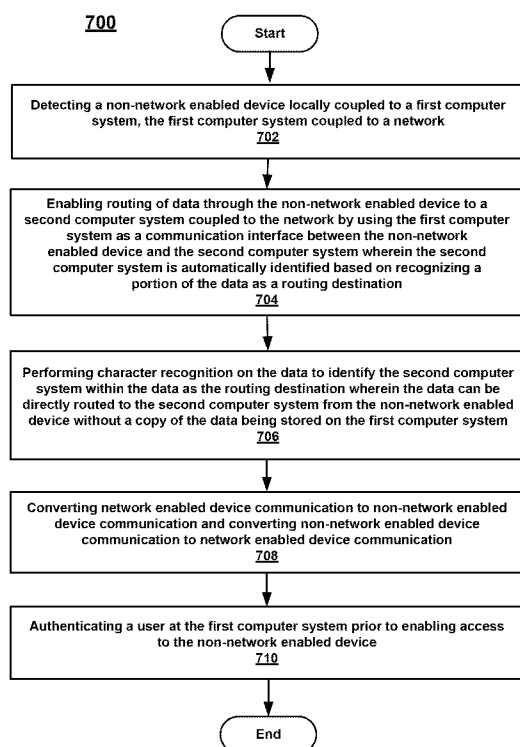 700
Start
Detecting a non-network enabled device locally coupled to a first computer
system, the first computer system coupled to a network
702
Enabling routing of data through the non-network enabled device to a
second computer system coupled to the network by using the first computer
system as a communication interface between the non-network
enabled device and the second computer system wherein the second
computer system is automatically identified based on recognizing a
portion of the data as a routing destination
704
Performing character recognition on the data to identify the second computer
system within the data as the routing destination wherein the data can be
directly routed to the second computer system from the non-network enabled
device without a copy of the data being stored on the first computer system
706
Converting network enabled device communication to non-network enabled
device communication and converting non-network enabled device
communication to network enabled device communication
708
Authenticating a user at the first computer system prior to enabling access
to the non-network enabled device
710
End